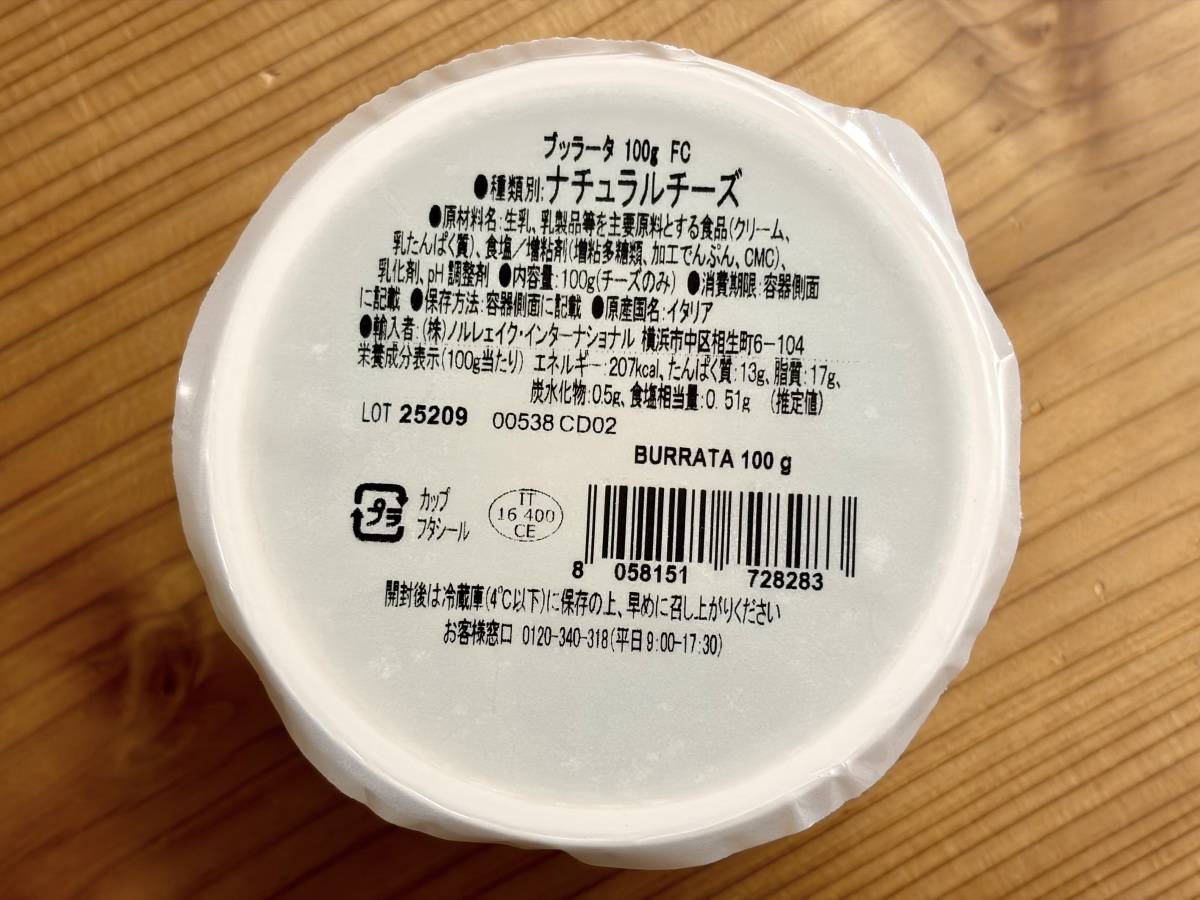 ブッラータ 100g FC
●種類別:ナチュラルチーズ
●原材料名:生乳、乳製品等を主要原料とする食品(クリーム、
乳たんぱく質)、食塩/増粘剤(増粘多糖類、加工でんぷん、CMC)、
乳化剤、pH調整剤 ●内容量:100g(チーズのみ) ●消費期限:容器側面
に記載 ●保存方法:容器側面に記載 ●原産国名:イタリア
●輸入者:(株)ノルレェイク・インターナショナル 横浜市中区相生町6-104
栄養成分表示(100g当たり) エネルギー:207kcal、たんぱく質:13g、脂質:17g、
炭水化物:0.5g、食塩相当量:0.51g (推定値)
LOT 25209 00538 CD02
BURRATA 100 g
プラ
カップ
フタシール
IT
16 400
CE
8 058151 728283
開封後は冷蔵庫(4℃以下)に保存の上、早めに召し上がりください
お客様窓口 0120-340-318(平日9:00-17:30)